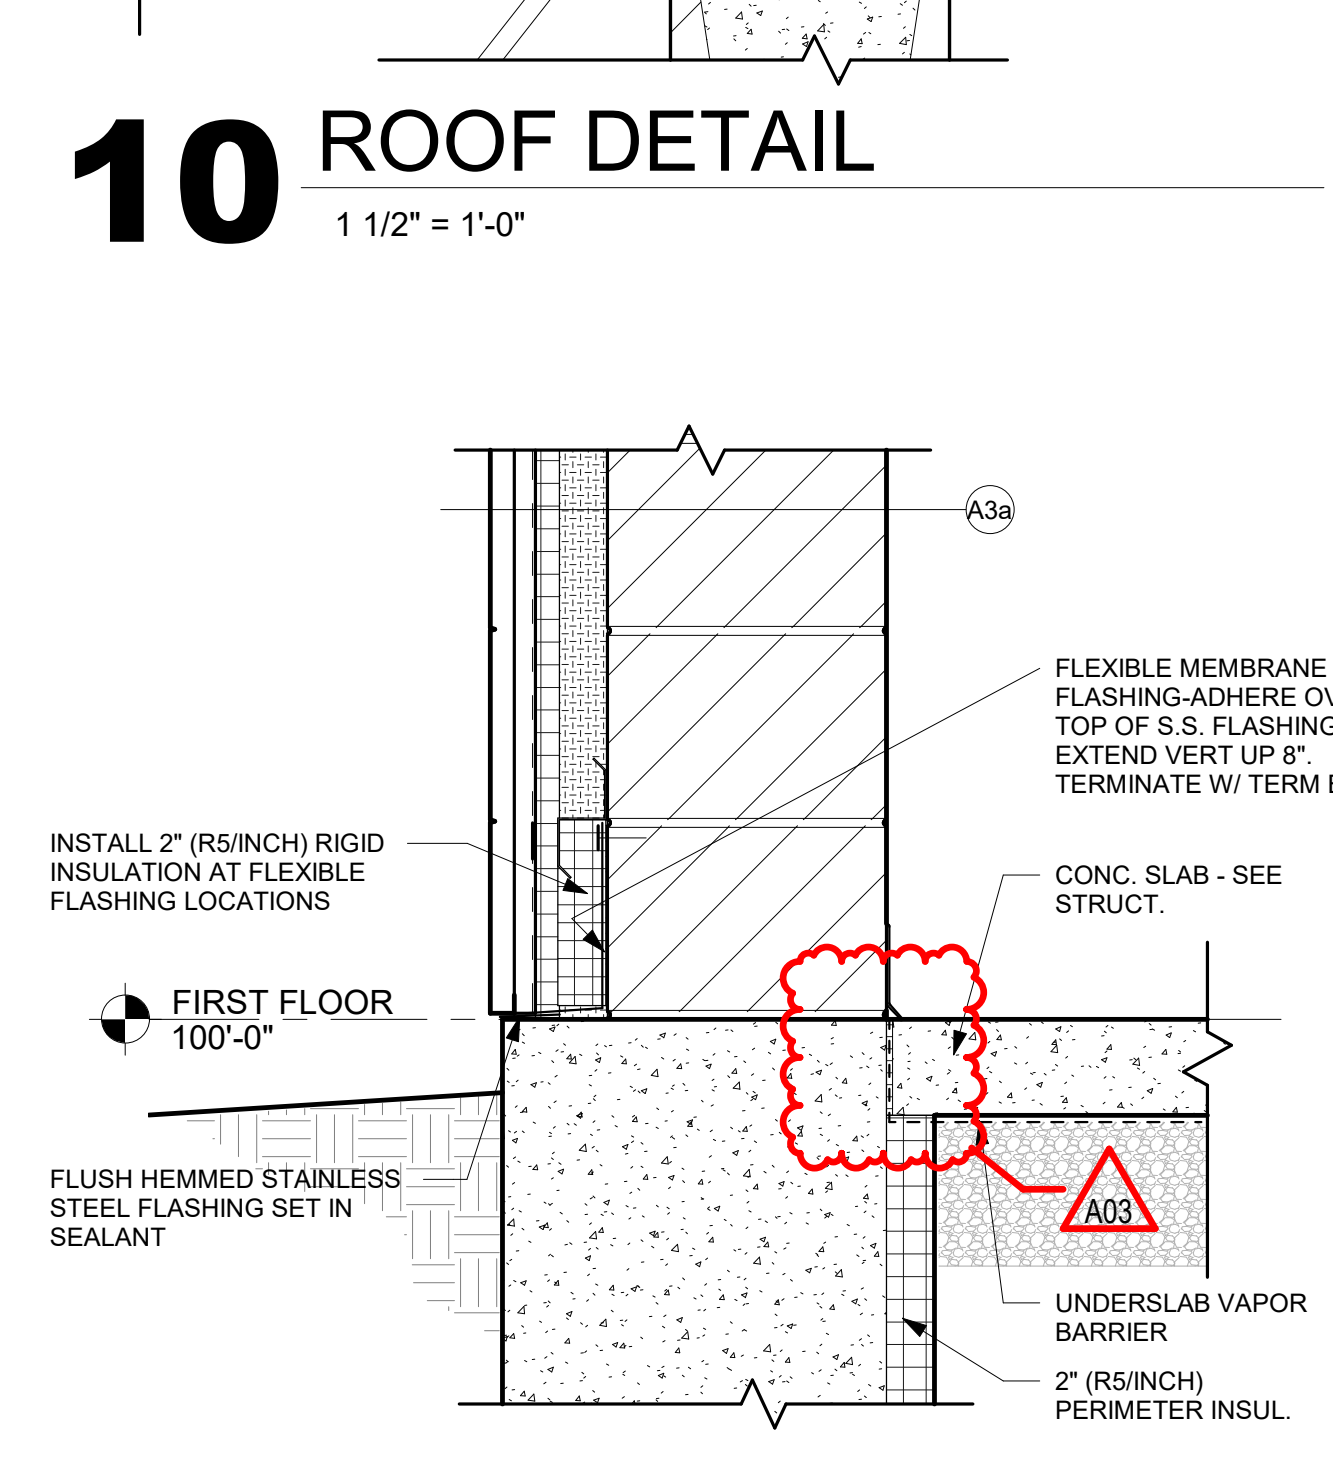 10 ROOF DETAIL
1 1/2" = 1'-0"
A3a
FLEXIBLE MEMBRANE
FLASHING-ADHERE
TOP OF S.S. FLASHING
EXTEND VERT UP 8".
TERMINATE W/ TERM
INSTALL 2" (R5/INCH) RIGID
INSULATION AT FLEXIBLE
FLASHING LOCATIONS
CONC. SLAB - SEE
STRUCT.
FIRST FLOOR
100'-0"
FLUSH HEMMED STAINLESS
STEEL FLASHING SET IN
SEALANT
A03
UNDERSLAB VAPOR
BARRIER
2" (R5/INCH)
PERIMETER INSUL.